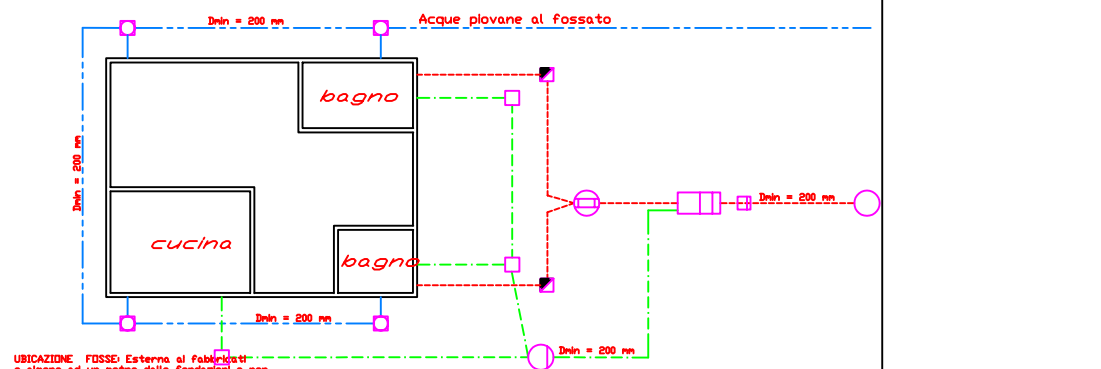 Dmin = 200 mm
Acque piovane al fossato
bagno
Dmin = 200 mm
Dmin = 200 mm
cucina
bagno
Dmin = 200 mm
Dmin = 200 mm
UBICAZIONE FOSSE: Esterna ai fabbricati